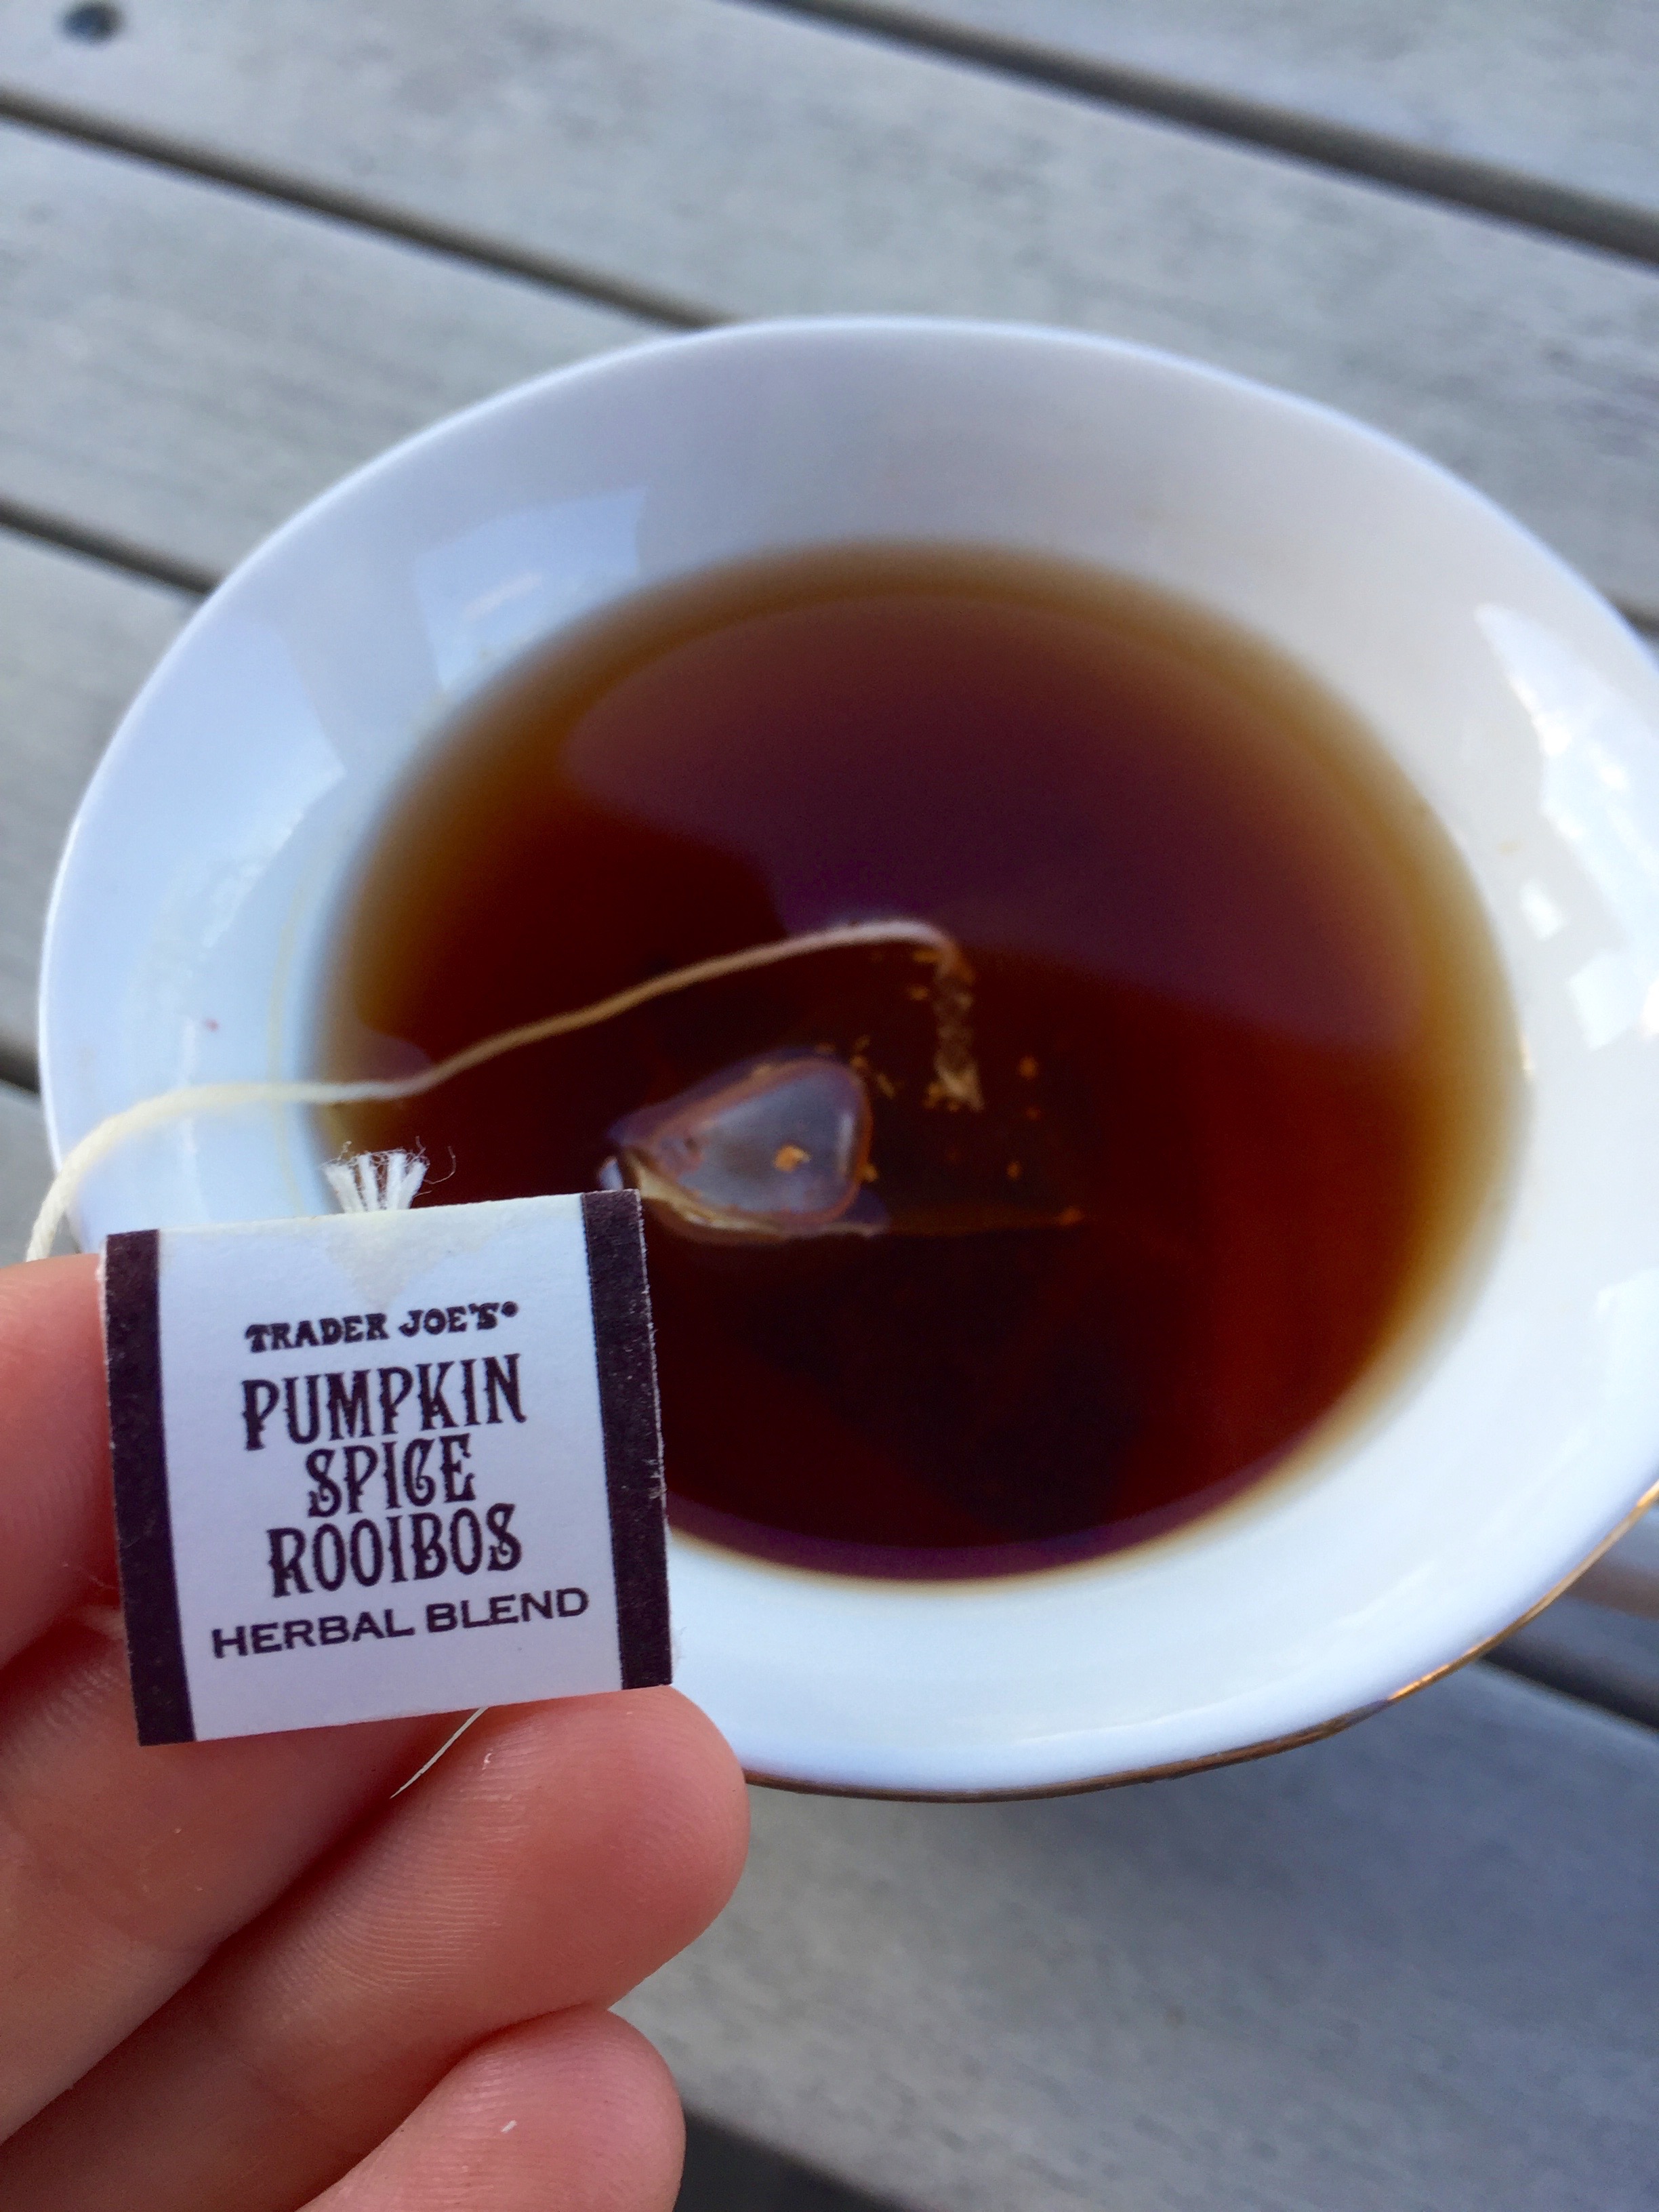 TRADER JOE'S®
PUMPKIN
SPICE
ROOIBOS
HERBAL BLEND